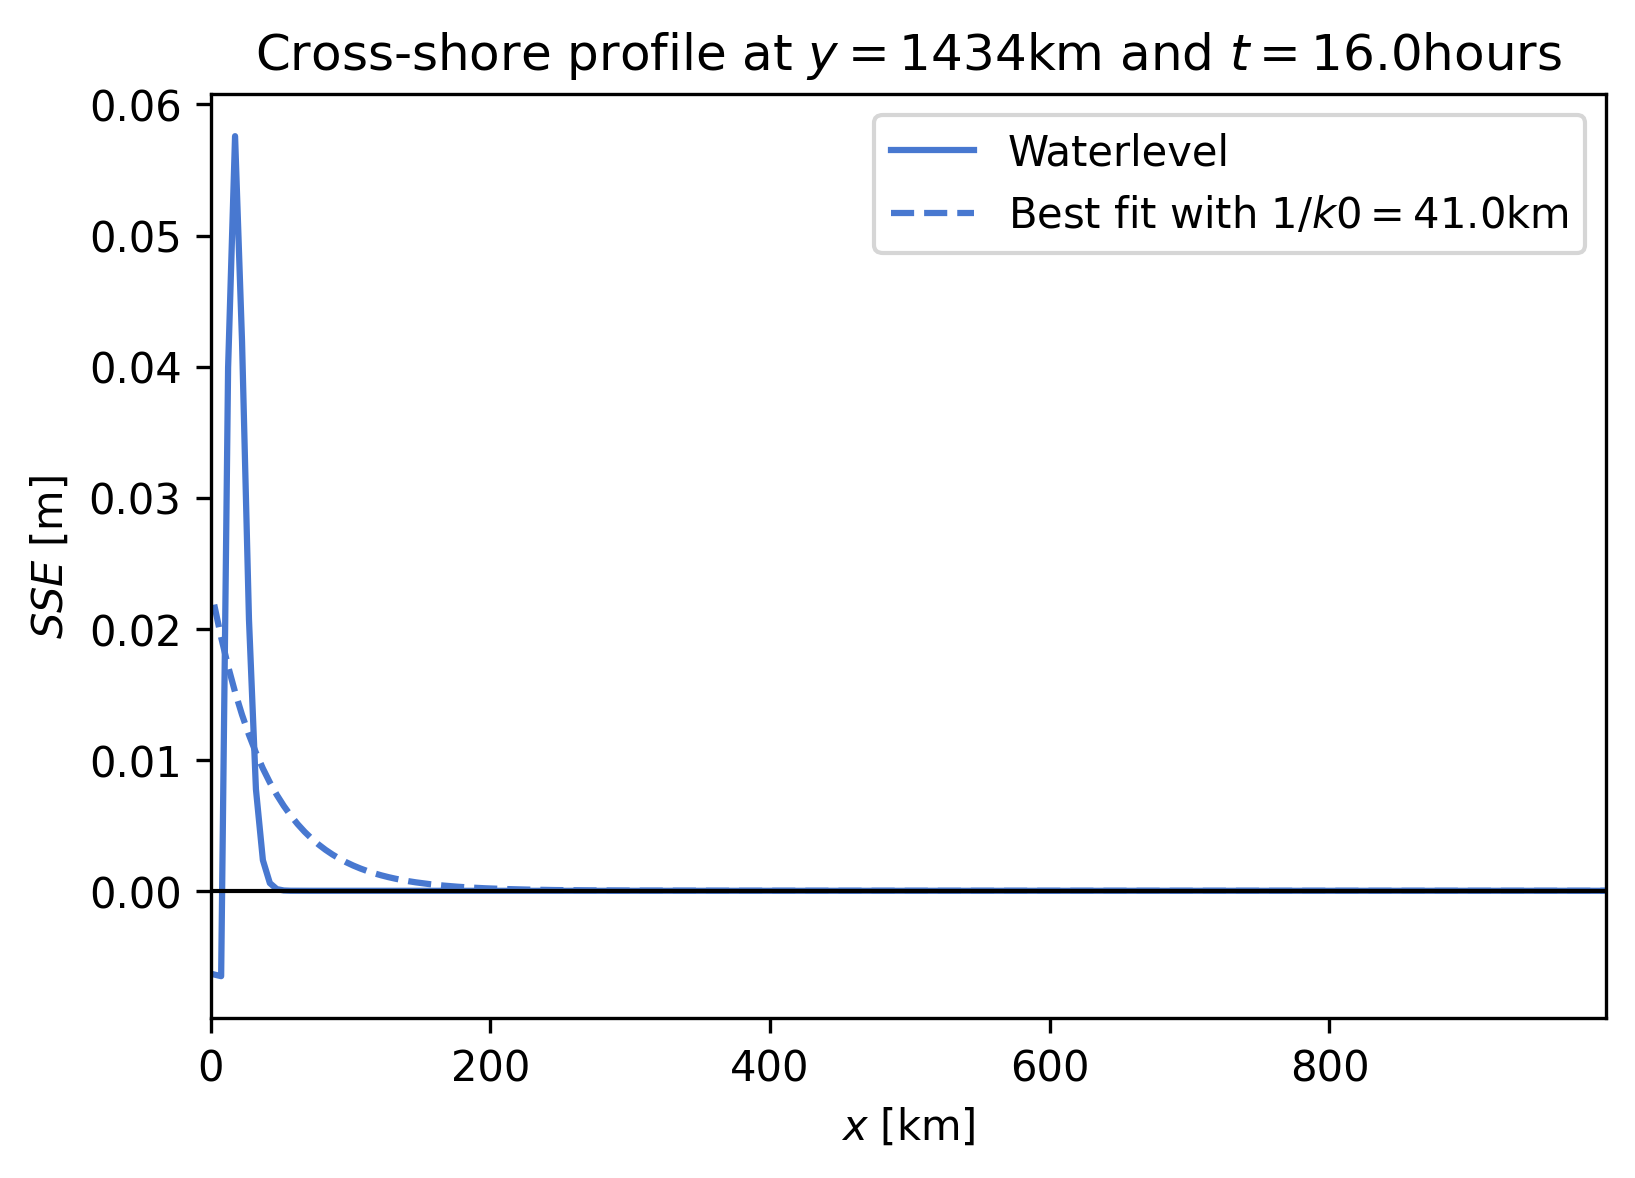 Cross-shore profile at y = 1434km and t = 16.0hours
Waterlevel
Best fit with 1/k0 = 41.0km
0.06
0.05
0.04
0.03
0.02
0.01
0.00
SSE [m]
0 200 400 600 800
x [km]